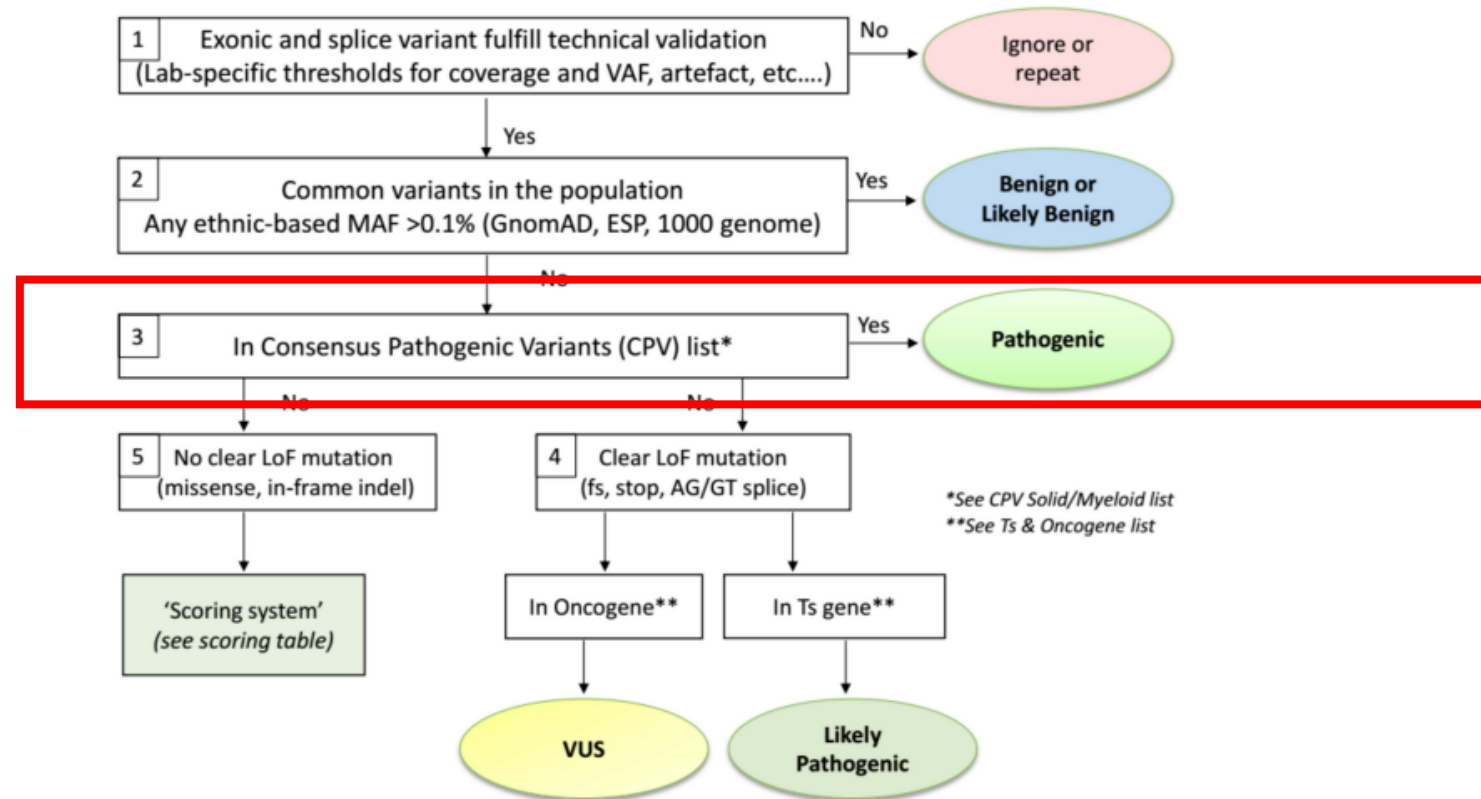 1
Exonic and splice variant fulfill technical validation
(Lab-specific thresholds for coverage and VAF, artefact, etc....)
No
Ignore or
repeat
Yes
2
Common variants in the population
Any ethnic-based MAF >0.1% (GnomAD, ESP, 1000 genome)
Yes
Benign or
Likely Benign
No
3
In Consensus Pathogenic Variants (CPV) list*
Yes
Pathogenic
No
No
5
No clear LoF mutation
(missense, in-frame indel)
4
Clear LoF mutation
(fs, stop, AG/GT splice)
*See CPV Solid/Myeloid list
**See Ts & Oncogene list
'Scoring system'
(see scoring table)
In Oncogene**
In Ts gene**
VUS
Likely
Pathogenic